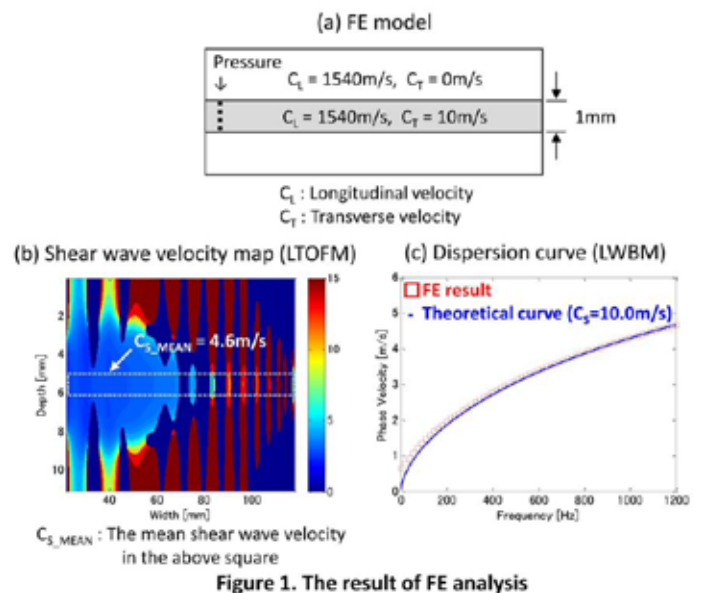 (a) FE model
Pressure
↓
C_L = 1540m/s, C_T = 0m/s
C_L = 1540m/s, C_T = 10m/s
1mm
C_L : Longitudinal velocity
C_T : Transverse velocity
(b) Shear wave velocity map (LTOFM)
C_S_MEAN = 4.6m/s
Depth [mm]
2
4
6
8
10
40
60
80
100
Width [mm]
15
10
5
0
C_S_MEAN : The mean shear wave velocity
in the above square
(c) Dispersion curve (LWBM)
FE result
- Theoretical curve (C_S=10.0m/s)
Phase Velocity [m/s]
6
5
4
3
2
1
0
0
200
400
600
800
1000
1200
Frequency [Hz]
Figure 1. The result of FE analysis